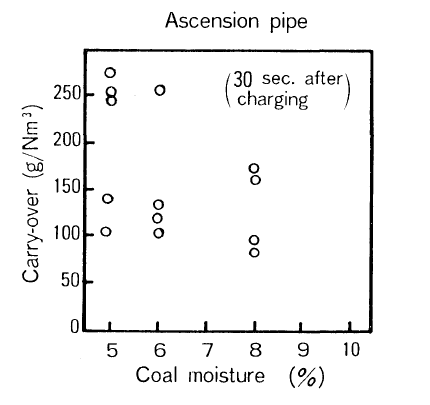 Ascension pipe
(30 sec. after
charging)
Carry-over (g/Nm³)
250
200
150
100
50
0
5 6 7 8 9 10
Coal moisture (%)